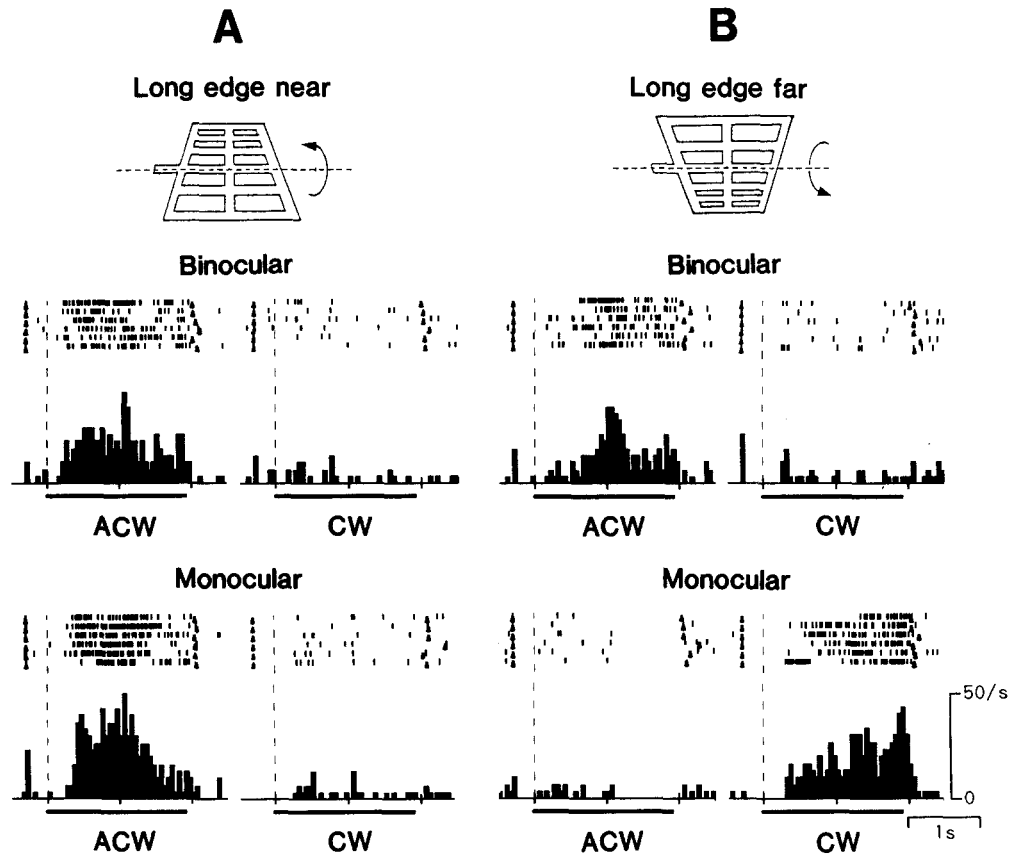 A
B
Long edge near
Long edge far
Binocular
Binocular
ACW
CW
ACW
CW
Monocular
Monocular
50/s
0
1s
ACW
CW
ACW
CW